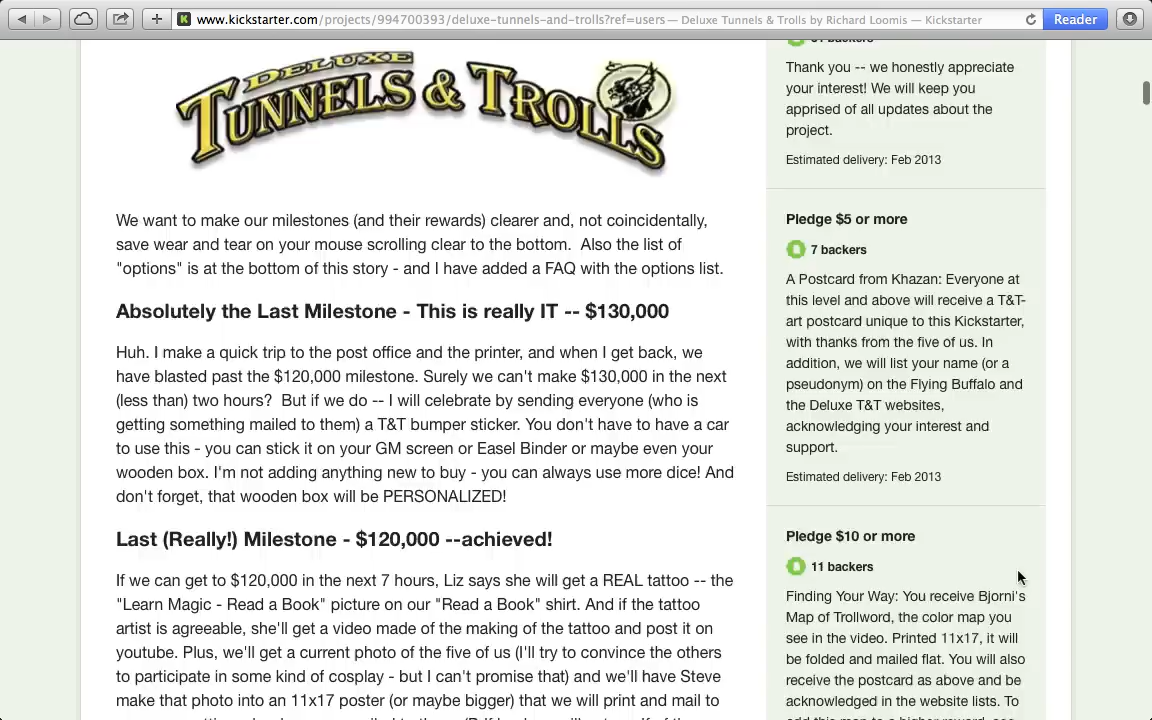 www.kickstarter.com/projects/994700393/deluxe-tunnels-and-trolls?ref=users — Deluxe Tunnels & Trolls by Richard Loomis — Kickstarter
Reader
DELUXE
TUNNELS & TROLLS
We want to make our milestones (and their rewards) clearer and, not coincidentally,
save wear and tear on your mouse scrolling clear to the bottom.  Also the list of
"options" is at the bottom of this story - and I have added a FAQ with the options list.
Absolutely the Last Milestone - This is really IT -- $130,000
Huh. I make a quick trip to the post office and the printer, and when I get back, we
have blasted past the $120,000 milestone. Surely we can't make $130,000 in the next
(less than) two hours?  But if we do -- I will celebrate by sending everyone (who is
getting something mailed to them) a T&T bumper sticker. You don't have to have a car
to use this - you can stick it on your GM screen or Easel Binder or maybe even your
wooden box. I'm not adding anything new to buy - you can always use more dice! And
don't forget, that wooden box will be PERSONALIZED!
Last (Really!) Milestone - $120,000 --achieved!
If we can get to $120,000 in the next 7 hours, Liz says she will get a REAL tattoo -- the
"Learn Magic - Read a Book" picture on our "Read a Book" shirt. And if the tattoo
artist is agreeable, she'll get a video made of the making of the tattoo and post it on
youtube. Plus, we'll get a current photo of the five of us (I'll try to convince the others
to participate in some kind of cosplay - but I can't promise that) and we'll have Steve
make that photo into an 11x17 poster (or maybe bigger) that we will print and mail to
backers
Thank you -- we honestly appreciate
your interest! We will keep you
apprised of all updates about the
project.
Estimated delivery: Feb 2013
Pledge $5 or more
7 backers
A Postcard from Khazan: Everyone at
this level and above will receive a T&T-
art postcard unique to this Kickstarter,
with thanks from the five of us. In
addition, we will list your name (or a
pseudonym) on the Flying Buffalo and
the Deluxe T&T websites,
acknowledging your interest and
support.
Estimated delivery: Feb 2013
Pledge $10 or more
11 backers
Finding Your Way: You receive Bjorni's
Map of Trollword, the color map you
see in the video. Printed 11x17, it will
be folded and mailed flat. You will also
receive the postcard as above and be
acknowledged in the website lists. To